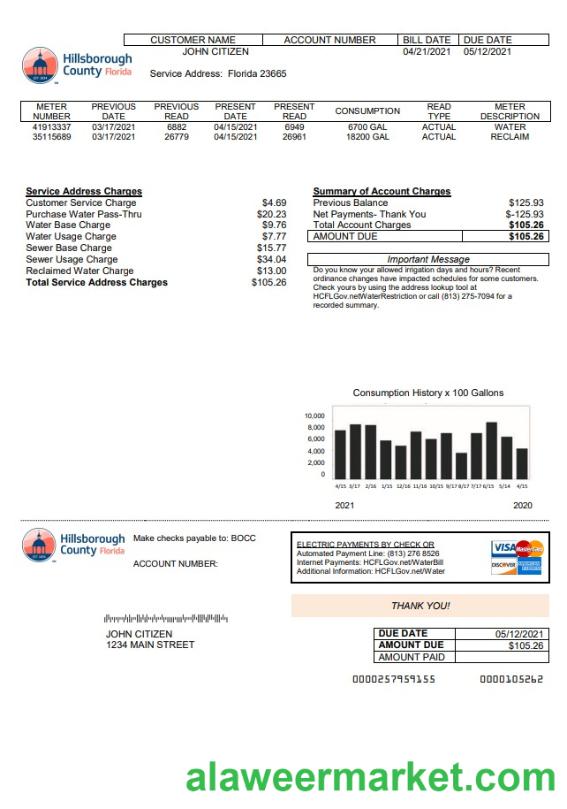 CUSTOMER NAME ACCOUNT NUMBER BILL DATE DUE DATE
JOHN CITIZEN 04/21/2021 05/12/2021
Hillsborough
County Florida
Service Address: Florida 23665
METER NUMBER PREVIOUS DATE PREVIOUS READ PRESENT DATE PRESENT READ CONSUMPTION READ TYPE METER DESCRIPTION
41913337 03/17/2021 6882 04/15/2021 6949 6700 GAL ACTUAL WATER
35115689 03/17/2021 26779 04/15/2021 26961 18200 GAL ACTUAL RECLAIM
Service Address Charges
Customer Service Charge $4.69
Purchase Water Pass-Thru $20.23
Water Base Charge $9.76
Water Usage Charge $7.77
Sewer Base Charge $15.77
Sewer Usage Charge $34.04
Reclaimed Water Charge $13.00
Total Service Address Charges $105.26
Summary of Account Charges
Previous Balance $125.93
Net Payments- Thank You $-125.93
Total Account Charges $105.26
AMOUNT DUE $105.26
Important Message
Do you know your allowed irrigation days and hours? Recent
ordinance changes have impacted schedules for some customers.
Check yours by using the address lookup tool at
HCFLGov.netWaterRestriction or call (813) 275-7094 for a
recorded summary.
Consumption History x 100 Gallons
10,000
8,000
6,000
4,000
2,000
0
4/15 3/17 2/16 1/15 12/16 11/16 10/15 9/17 8/17 7/17 6/15 5/14 4/15
2021 2020
Hillsborough
County Florida
Make checks payable to: BOCC
ACCOUNT NUMBER:
ELECTRIC PAYMENTS BY CHECK OR
Automated Payment Line: (813) 276 8526
Internet Payments: HCFLGov.net/WaterBill
Additional Information: HCFLGov.net/Water
VISA MasterCard
DISCOVER
THANK YOU!
JOHN CITIZEN
1234 MAIN STREET
DUE DATE 05/12/2021
AMOUNT DUE $105.26
AMOUNT PAID
0000257959155 0000105262
alaweermarket.com